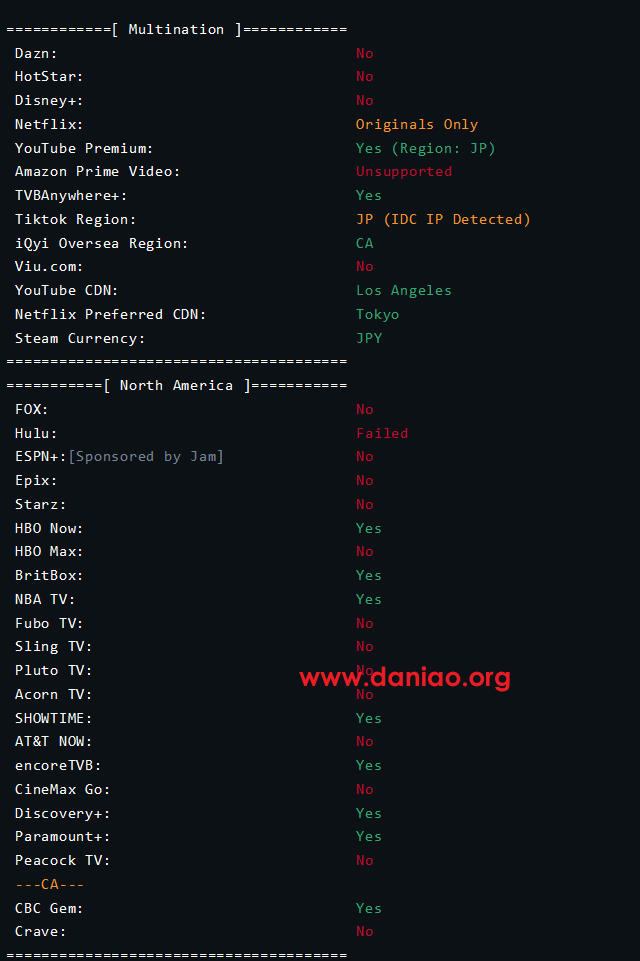 ============[ Multination ]============
Dazn: No
HotStar: No
Disney+: No
Netflix: Originals Only
YouTube Premium: Yes (Region: JP)
Amazon Prime Video: Unsupported
TVBAnywhere+: Yes
Tiktok Region: JP (IDC IP Detected)
iQyi Oversea Region: CA
Viu.com: No
YouTube CDN: Los Angeles
Netflix Preferred CDN: Tokyo
Steam Currency: JPY
=======================================
===========[ North America ]===========
FOX: No
Hulu: Failed
ESPN+:[Sponsored by Jam] No
Epix: No
Starz: No
HBO Now: Yes
HBO Max: No
BritBox: Yes
NBA TV: Yes
Fubo TV: No
Sling TV: No
Pluto TV: No
www.daniao.org
Acorn TV: No
SHOWTIME: Yes
AT&T NOW: No
encoreTVB: Yes
CineMax Go: No
Discovery+: Yes
Paramount+: Yes
Peacock TV: No
---CA---
CBC Gem: Yes
Crave: No
=======================================